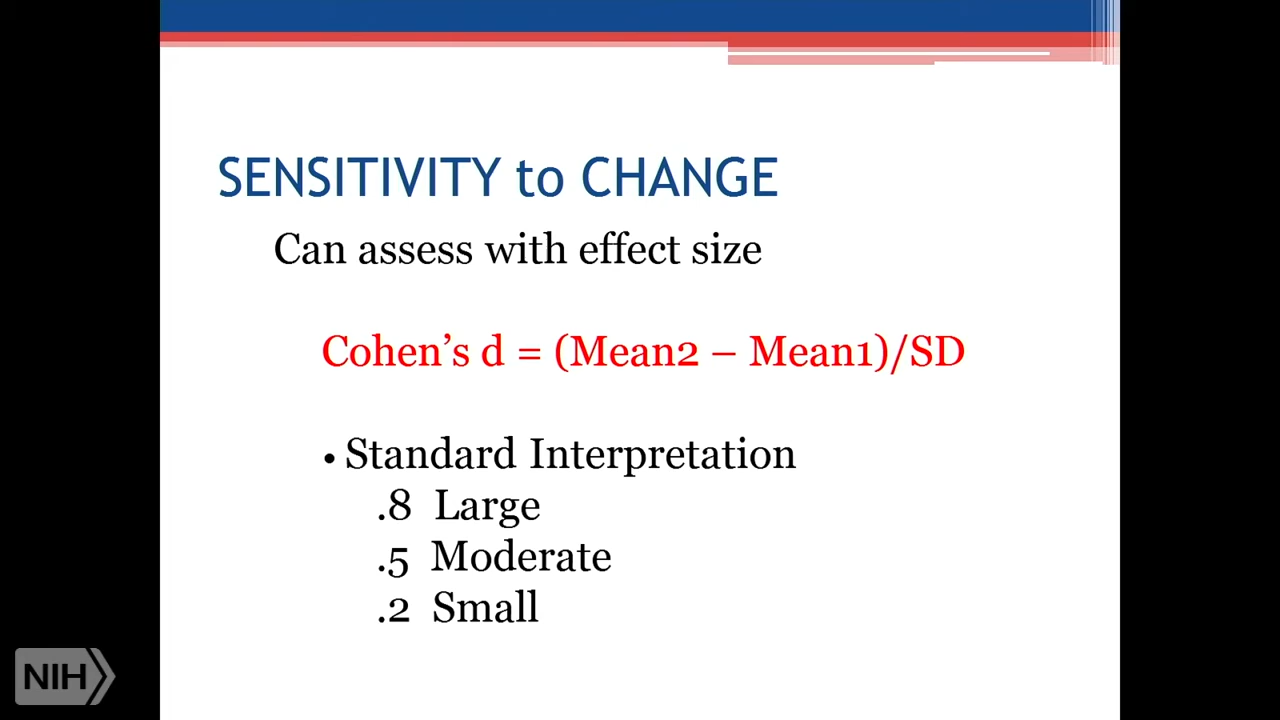 SENSITIVITY to CHANGE
Can assess with effect size
Cohen’s d = (Mean2 – Mean1)/SD
• Standard Interpretation
.8 Large
.5 Moderate
.2 Small
NIH